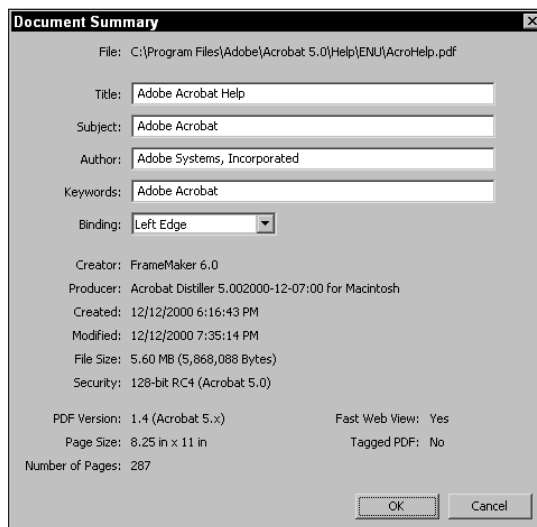 Document Summary
File: C:\Program Files\Adobe\Acrobat 5.0\Help\ENU\AcroHelp.pdf
Title: Adobe Acrobat Help
Subject: Adobe Acrobat
Author: Adobe Systems, Incorporated
Keywords: Adobe Acrobat
Binding: Left Edge
Creator: FrameMaker 6.0
Producer: Acrobat Distiller 5.002000-12-07:00 for Macintosh
Created: 12/12/2000 6:16:43 PM
Modified: 12/12/2000 7:35:14 PM
File Size: 5.60 MB (5,868,088 Bytes)
Security: 128-bit RC4 (Acrobat 5.0)
PDF Version: 1.4 (Acrobat 5.x) Fast Web View: Yes
Page Size: 8.25 in x 11 in Tagged PDF: No
Number of Pages: 287
OK Cancel